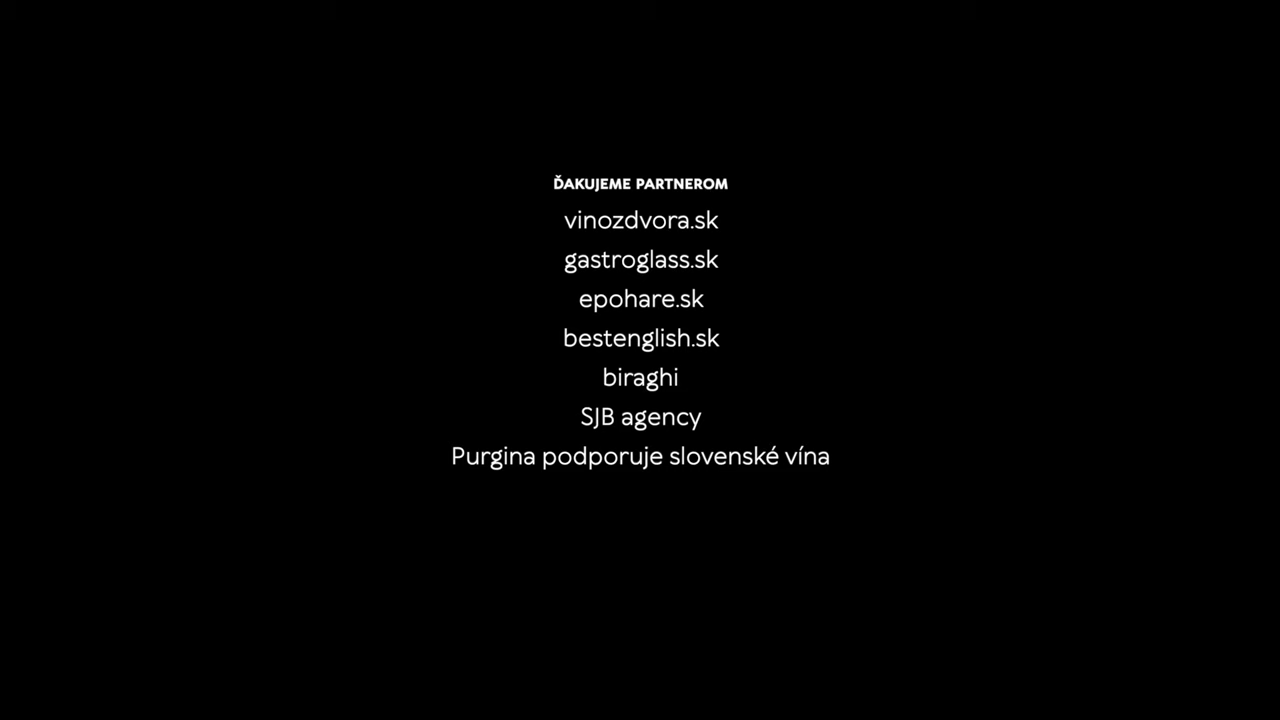 ĎAKUJEME PARTNEROM
vinozdvora.sk
gastroglass.sk
epohare.sk
bestenglish.sk
biraghi
SJB agency
Purgina podporuje slovenské vína